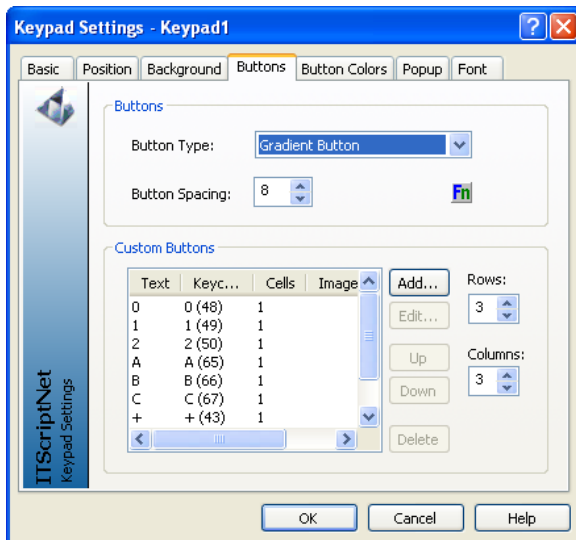 Keypad Settings - Keypad1
Basic Position Background Buttons Button Colors Popup Font
Buttons
Button Type: Gradient Button
Button Spacing: 8 Fn
Custom Buttons
Text Keyc... Cells Image Add... Rows:
0 0 (48) 1
1 1 (49) 1 Edit... 3
2 2 (50) 1
A A (65) 1 Up Columns:
B B (66) 1 3
C C (67) 1 Down
+ + (43) 1
Delete
ITScriptNet
Keypad Settings
OK Cancel Help